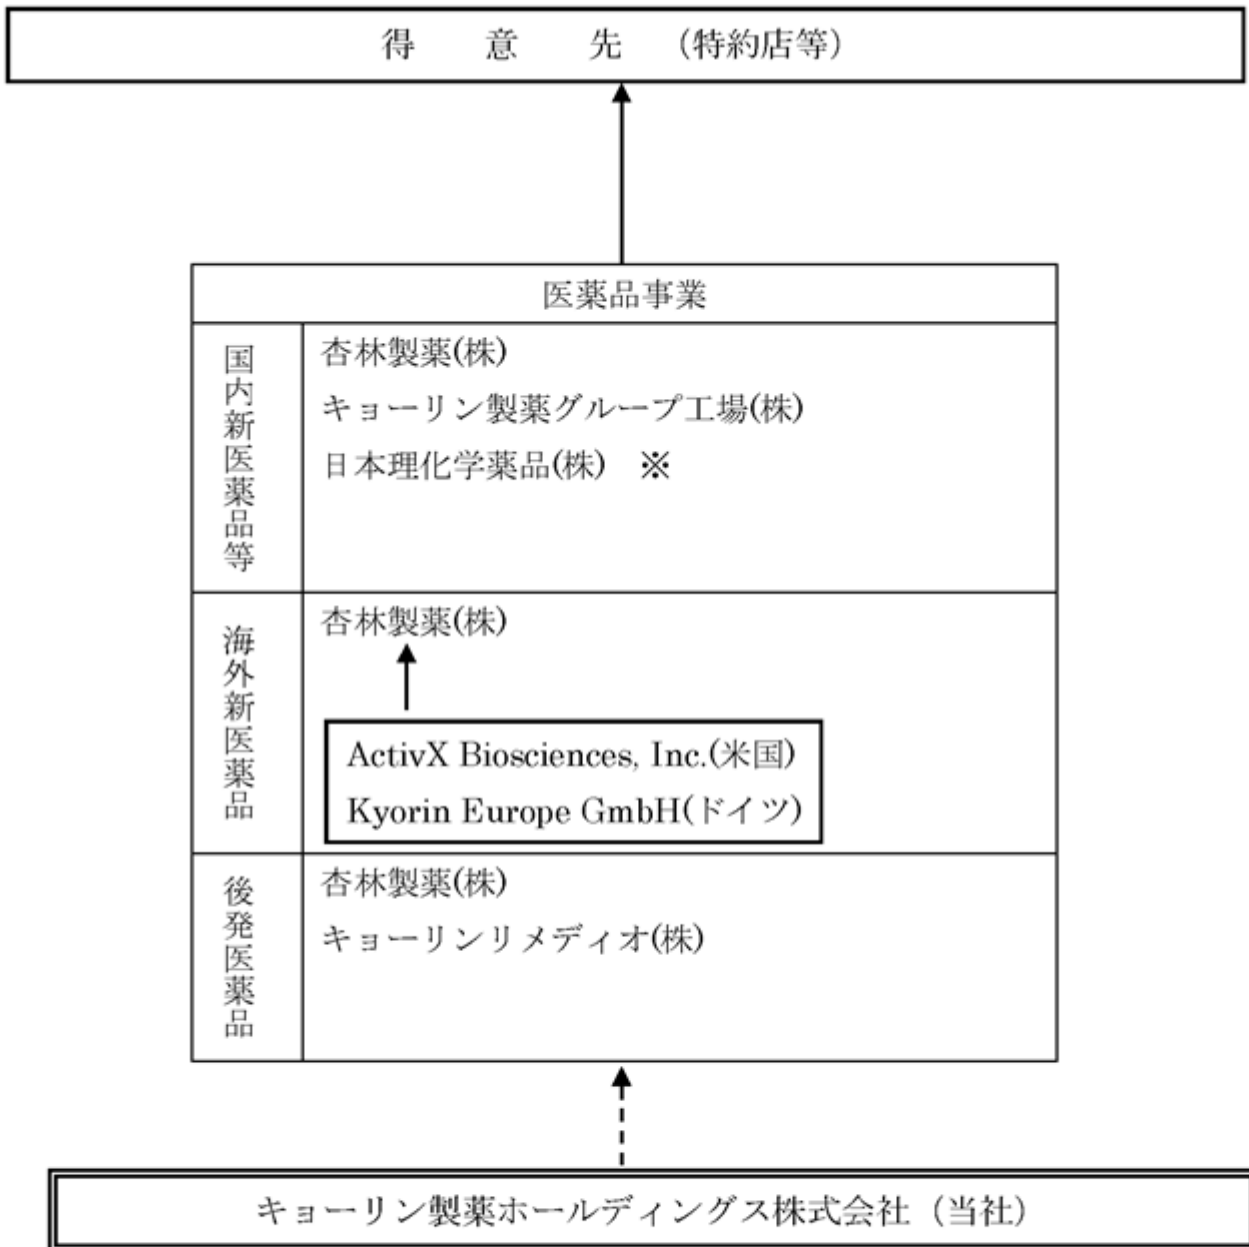 得 意 先 （特約店等）
医薬品事業
国内新医薬品等
杏林製薬(株)
キョーリン製薬グループ工場(株)
日本理化学薬品(株) ※
海外新医薬品
杏林製薬(株)
ActivX Biosciences, Inc.(米国)
Kyorin Europe GmbH(ドイツ)
後発医薬品
杏林製薬(株)
キョーリンリメディオ(株)
キョーリン製薬ホールディングス株式会社（当社）